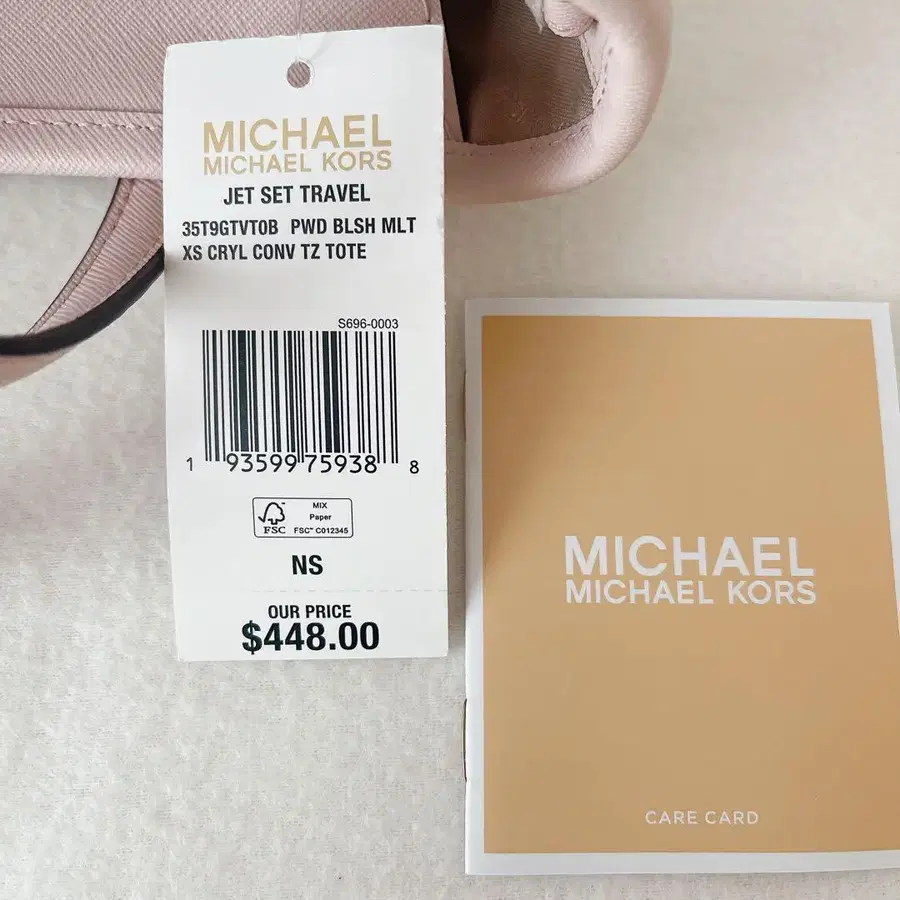 MICHAEL
MICHAEL KORS
JET SET TRAVEL
35T9GTVT0B PWD BLSH MLT
XS CRYL CONV TZ TOTE
S696-0003
1 93599 75938 8
MIX
Paper
FSC™ C012345
FSC
NS
OUR PRICE
$448.00
MICHAEL
MICHAEL KORS
CARE CARD